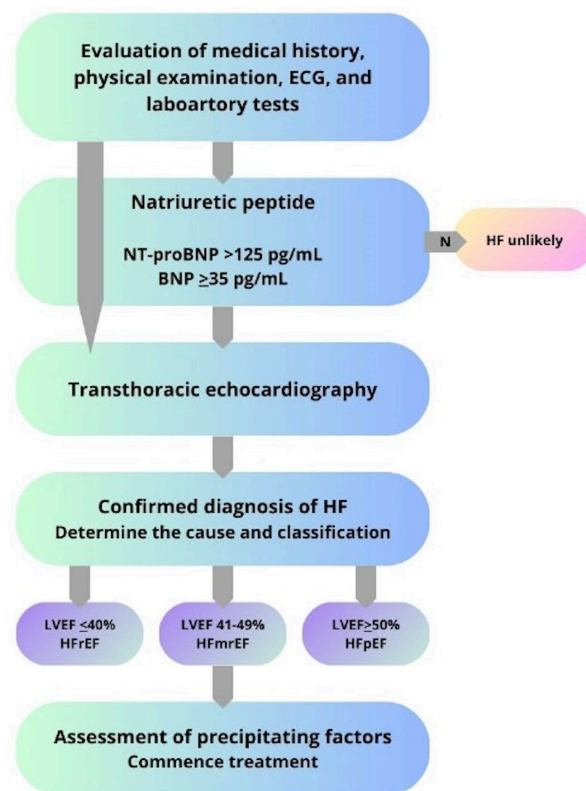 Evaluation of medical history,
physical examination, ECG, and
laboartory tests
Natriuretic peptide
NT-proBNP >125 pg/mL
BNP ≥35 pg/mL
N
HF unlikely
Transthoracic echocardiography
Confirmed diagnosis of HF
Determine the cause and classification
LVEF ≤40%
HFrEF
LVEF 41-49%
HFmrEF
LVEF≥50%
HFpEF
Assessment of precipitating factors
Commence treatment